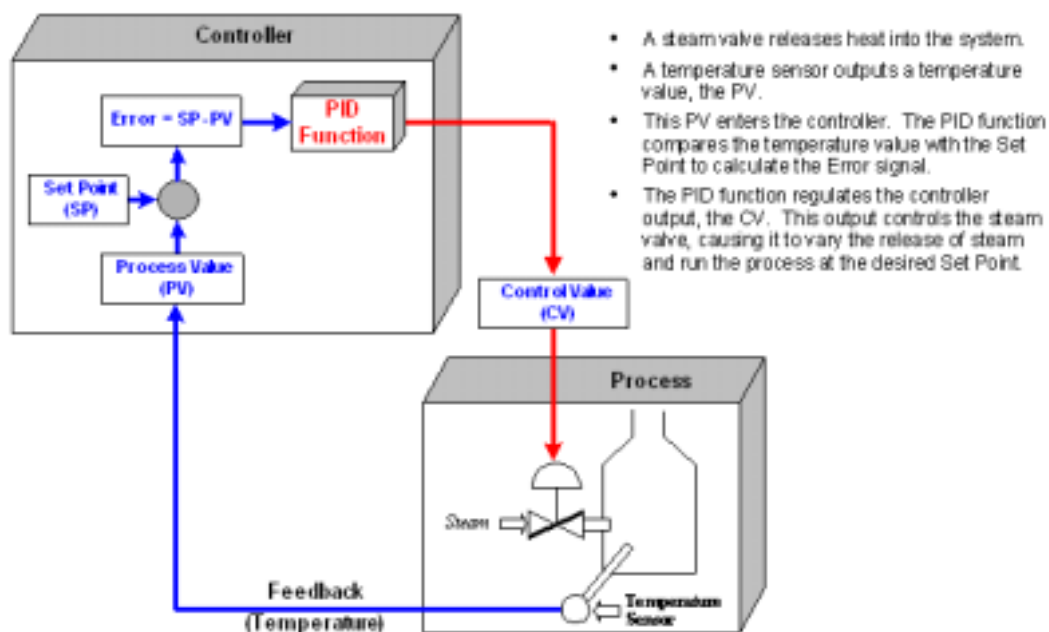 Controller
Error = SP-PV
PID
Function
Set Point
(SP)
Process Value
(PV)
Control Value
(CV)
Process
Steam
Temperature
Sensor
Feedback
(Temperature)
• A steam valve releases heat into the system.
• A temperature sensor outputs a temperature
value, the PV.
• This PV enters the controller. The PID function
compares the temperature value with the Set
Point to calculate the Error signal.
• The PID function regulates the controller
output, the CV. This output controls the steam
valve, causing it to vary the release of steam
and run the process at the desired Set Point.